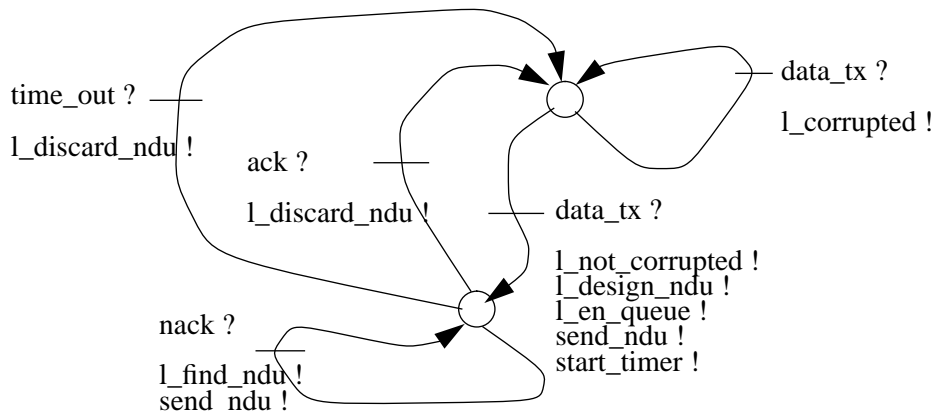 time_out ?
l_discard_ndu !
ack ?
l_discard_ndu !
data_tx ?
l_corrupted !
data_tx ?
l_not_corrupted !
l_design_ndu !
l_en_queue !
send_ndu !
start_timer !
nack ?
l_find_ndu !
send_ndu !